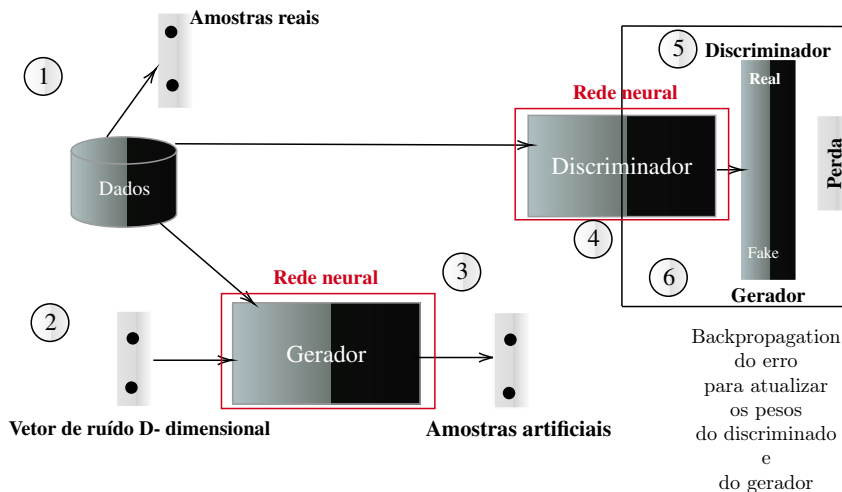 Amostras reais
1
5
Discriminador
Real
Rede neural
Dados
Discriminador
Perda
4
Fake
6
Gerador
Rede neural
3
2
Gerador
Vetor de ruído D- dimensional
Amostras artificiais
Backpropagation
do erro
para atualizar
os pesos
do discriminado
e
do gerador